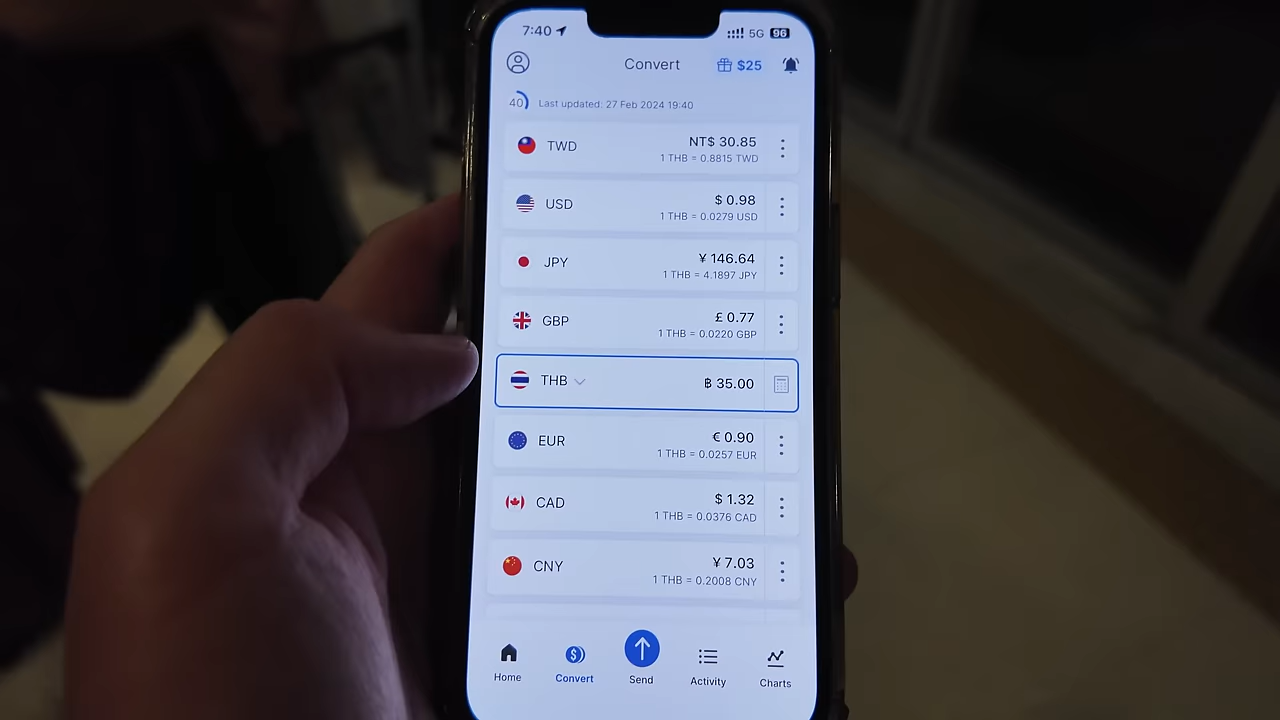 7:40 5G 96
Convert $25
40 Last updated: 27 Feb 2024 19:40
TWD NT$ 30.85
1 THB = 0.8815 TWD
USD $ 0.98
1 THB = 0.0279 USD
JPY ¥ 146.64
1 THB = 4.1897 JPY
GBP £ 0.77
1 THB = 0.0220 GBP
THB ฿ 35.00
EUR € 0.90
1 THB = 0.0257 EUR
CAD $ 1.32
1 THB = 0.0376 CAD
CNY ¥ 7.03
1 THB = 0.2008 CNY
Home Convert Send Activity Charts